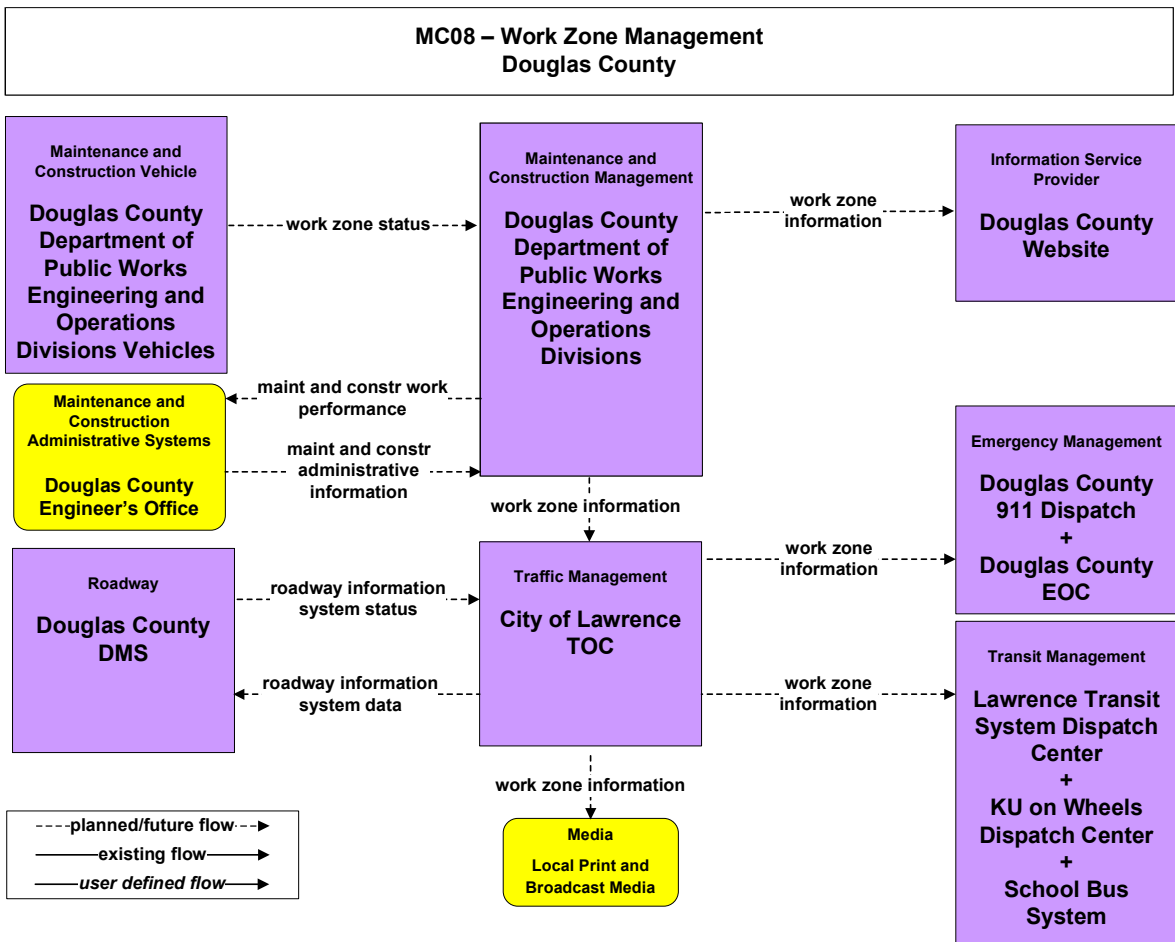 MC08 – Work Zone Management
Douglas County
Maintenance and
Construction Vehicle
Douglas County
Department of
Public Works
Engineering and
Operations
Divisions Vehicles
work zone status
Maintenance and
Construction Management
Douglas County
Department of
Public Works
Engineering and
Operations
Divisions
work zone
information
Information Service
Provider
Douglas County
Website
maint and constr work
performance
Maintenance and
Construction
Administrative Systems
Douglas County
Engineer's Office
maint and constr
administrative
information
work zone information
Emergency Management
Douglas County
911 Dispatch
+
Douglas County
EOC
Roadway
Douglas County
DMS
roadway information
system status
Traffic Management
City of Lawrence
TOC
work zone
information
roadway information
system data
work zone
information
Transit Management
Lawrence Transit
System Dispatch
Center
+
KU on Wheels
Dispatch Center
+
School Bus
System
work zone information
Media
Local Print and
Broadcast Media
planned/future flow
existing flow
user defined flow